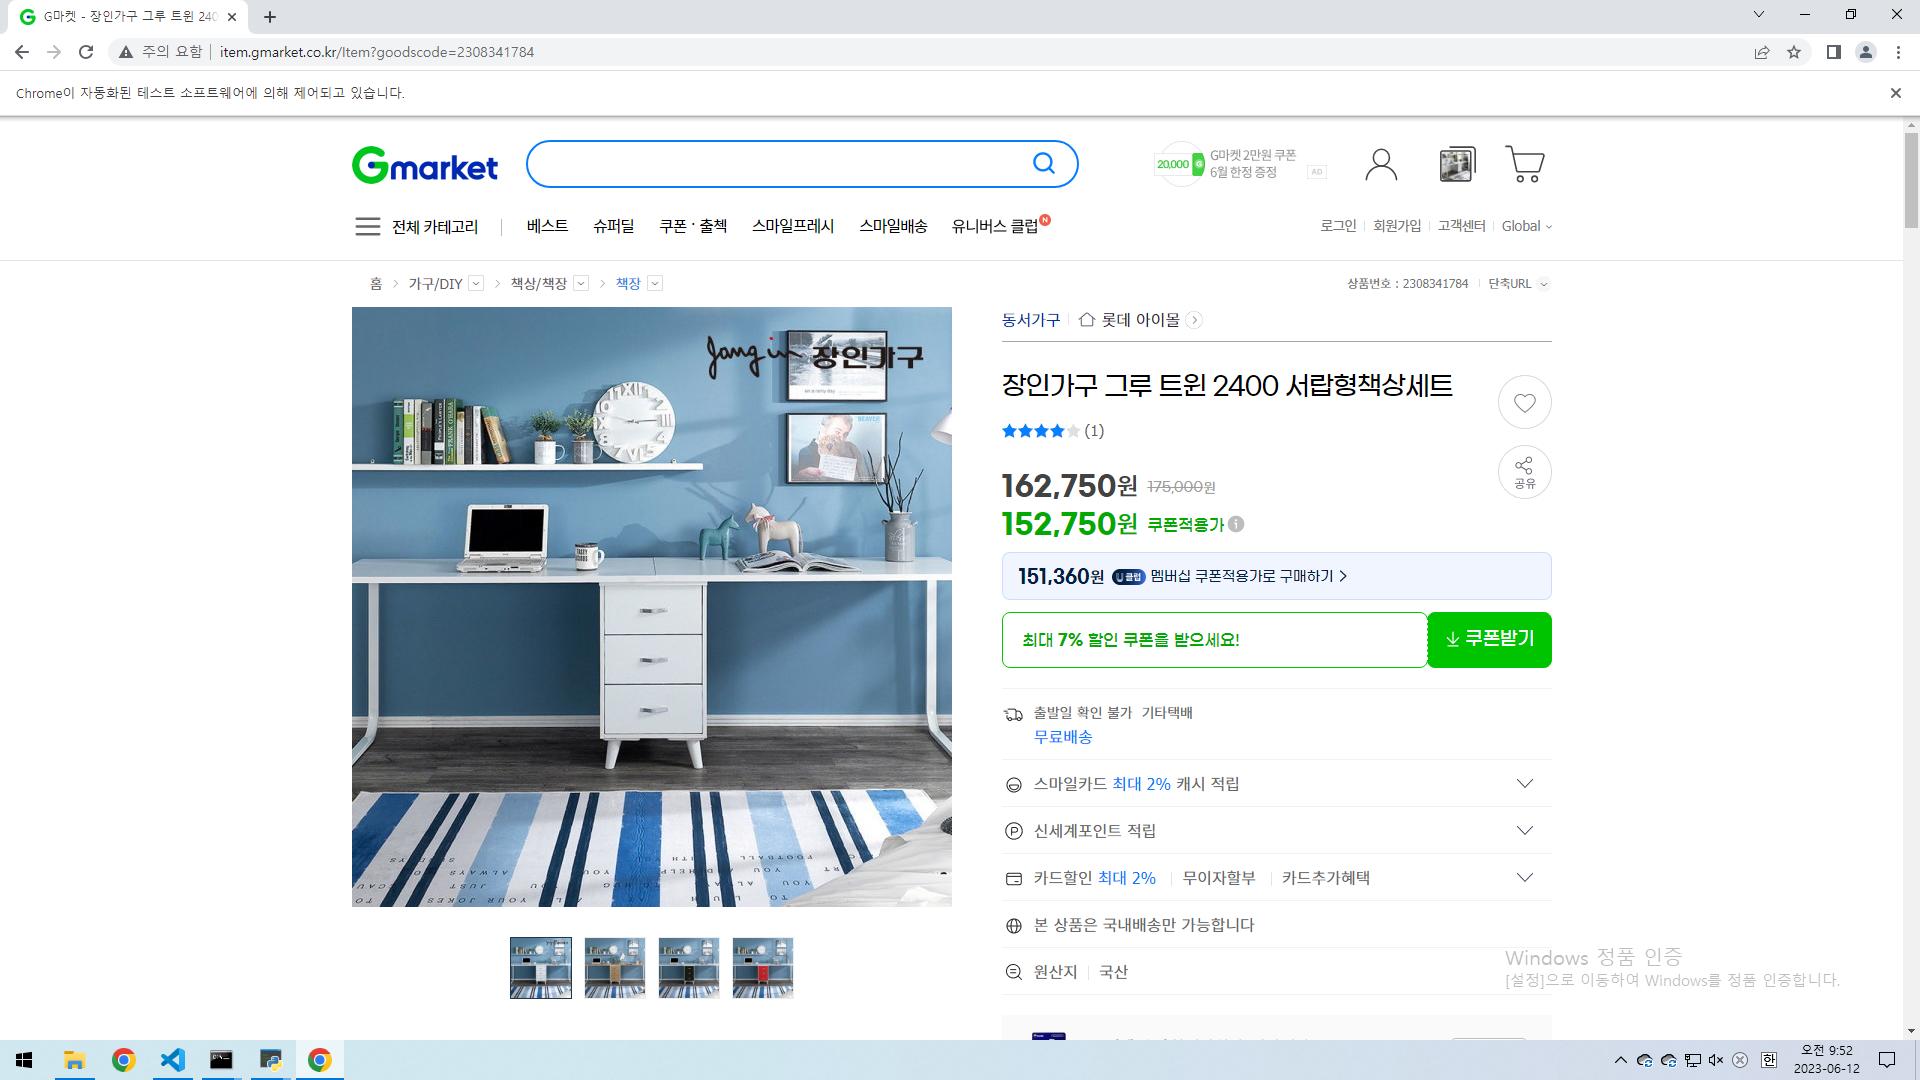 G마켓 - 장인가구 그루 트윈 240
주의 요함 item.gmarket.co.kr/Item?goodscode=2308341784
Chrome이 자동화된 테스트 소프트웨어에 의해 제어되고 있습니다.
Gmarket
20,000
G마켓 2만원 쿠폰
6월 한정 증정
AD
전체 카테고리 베스트 슈퍼딜 쿠폰·출첵 스마일프레시 스마일배송 유니버스 클럽 N
로그인 회원가입 고객센터 Global
홈 가구/DIY 책상/책장 책장
상품번호 : 2308341784 단축URL
Jang in 장인가구
BEAVER
FRANK O'HARA
동서가구 롯데 아이몰
장인가구 그루 트윈 2400 서랍형책상세트
(1)
공유
162,750원 175,000원
152,750원 쿠폰적용가
151,360원 U클럽 멤버십 쿠폰적용가로 구매하기
최대 7% 할인 쿠폰을 받으세요! 쿠폰받기
출발일 확인 불가 기타택배
무료배송
스마일카드 최대 2% 캐시 적립
신세계포인트 적립
카드할인 최대 2% 무이자할부 카드추가혜택
본 상품은 국내배송만 가능합니다
원산지 국산
Windows 정품 인증
[설정]으로 이동하여 Windows를 정품 인증합니다.
한
오전 9:52
2023-06-12